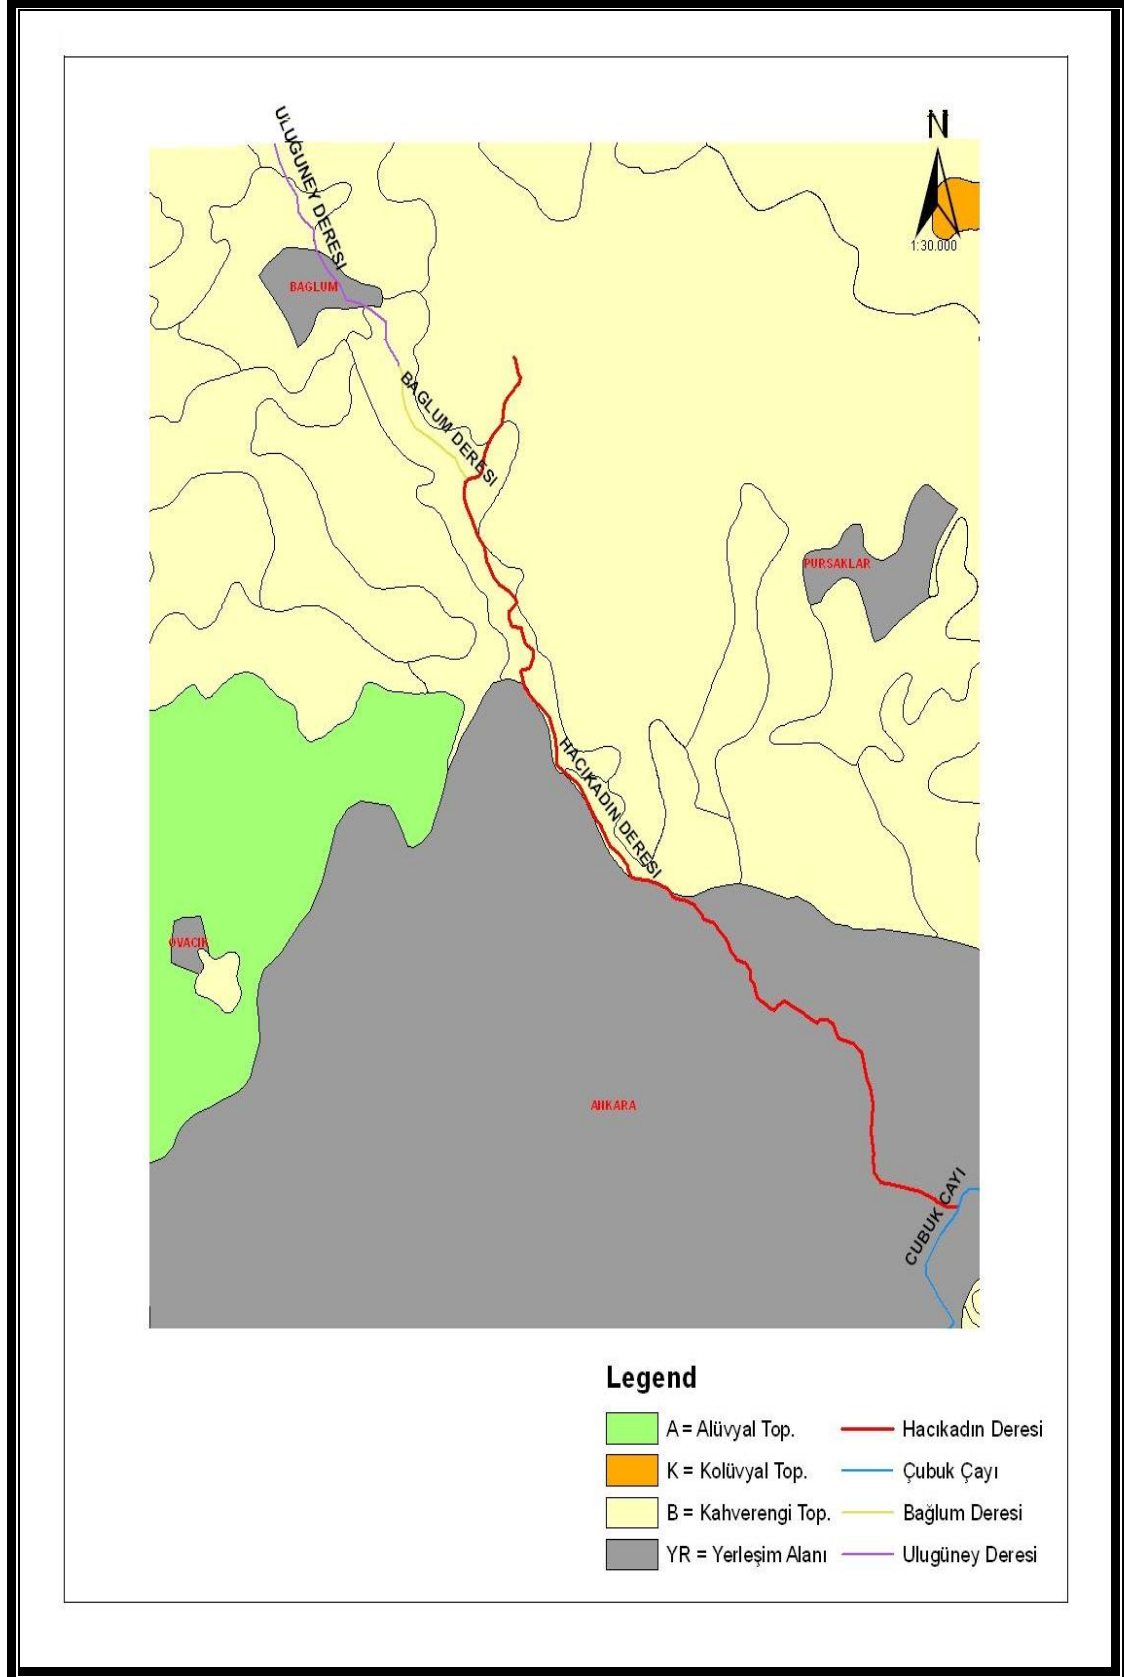 ULUGUNEY DERESI
N
1:30.000
BAGLUM
BAGLUM DERESI
PURSAKLAR
HACIKADIN DERESI
OVACIK
ANKARA
CUBUK CAYI
Legend
A = Alüvyal Top.
K = Kolüvyal Top.
B = Kahverengi Top.
YR = Yerleşim Alanı
Hacıkadın Deresi
Çubuk Çayı
Bağlum Deresi
Ulugüney Deresi